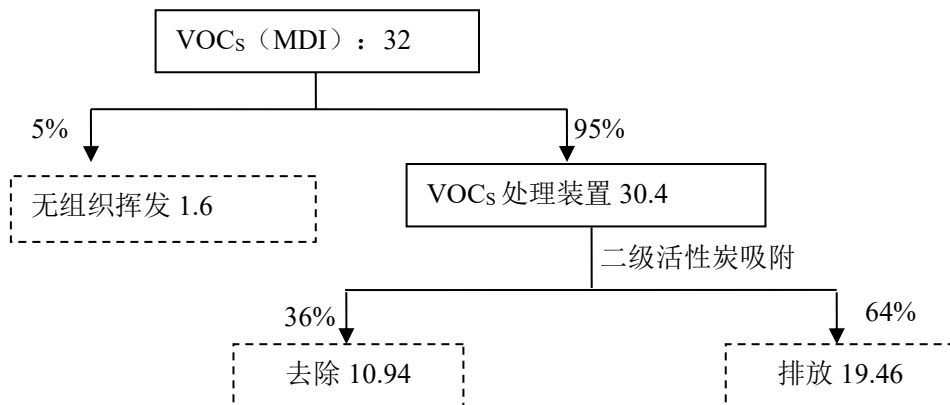 VOCs（MDI）：32
5%
95%
无组织挥发 1.6
VOCs 处理装置 30.4
二级活性炭吸附
36%
64%
去除 10.94
排放 19.46